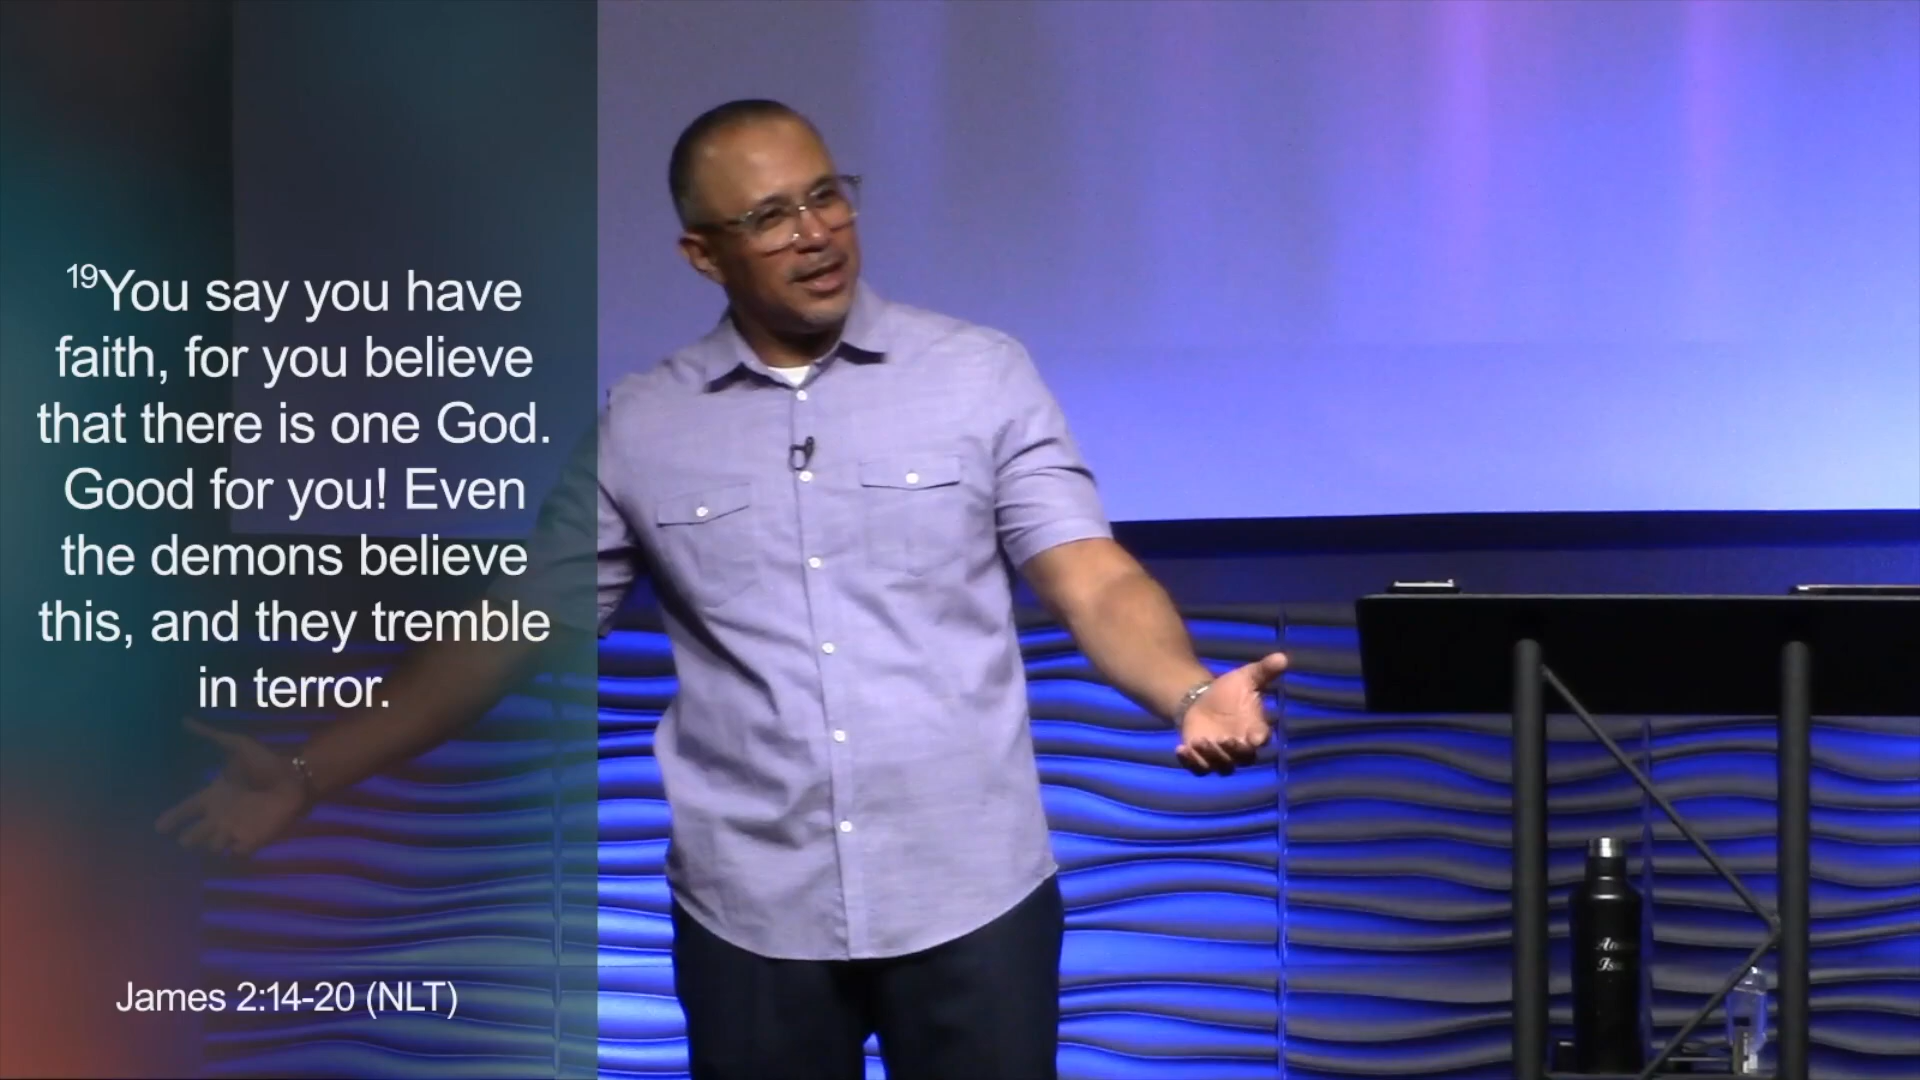 19You say you have
faith, for you believe
that there is one God.
Good for you! Even
the demons believe
this, and they tremble
in terror.
James 2:14-20 (NLT)